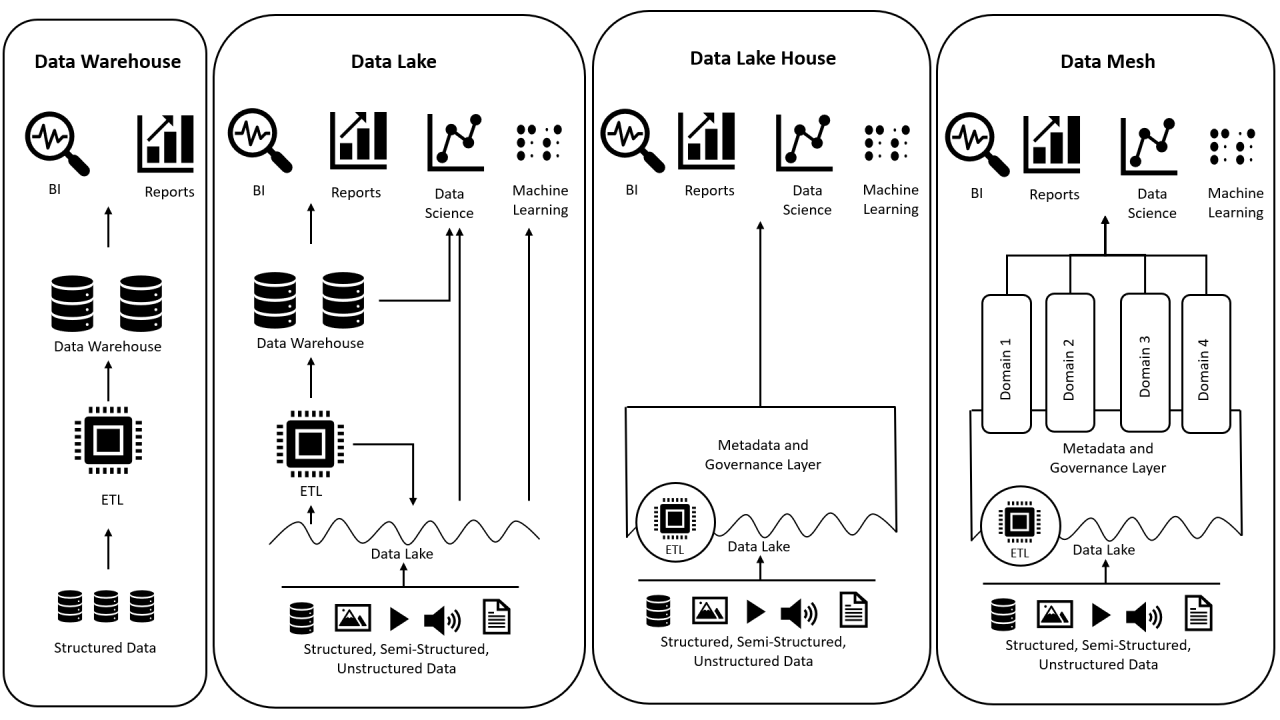 Data Warehouse
BI
Reports
Data Warehouse
ETL
Structured Data
Data Lake
BI
Reports
Data
Science
Machine
Learning
Data Warehouse
ETL
Data Lake
Structured, Semi-Structured,
Unstructured Data
Data Lake House
BI
Reports
Data
Science
Machine
Learning
Metadata and
Governance Layer
ETL
Data Lake
Structured, Semi-Structured,
Unstructured Data
Data Mesh
BI
Reports
Data
Science
Machine
Learning
Domain 1
Domain 2
Domain 3
Domain 4
Metadata and
Governance Layer
ETL
Data Lake
Structured, Semi-Structured,
Unstructured Data